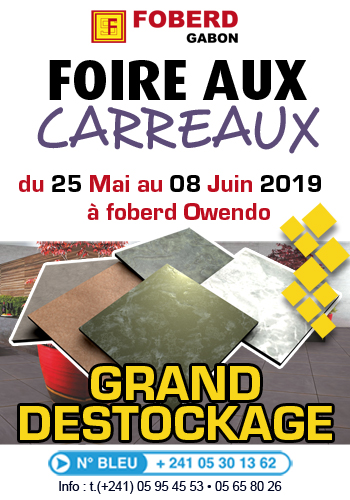 FOBERD
GABON
FOIRE AUX
CARREAUX
du 25 Mai au 08 Juin 2019
à foberd Owendo
GRAND
DESTOCKAGE
N° BLEU + 241 05 30 13 62
Info : t.(+241) 05 95 45 53 • 05 65 80 26